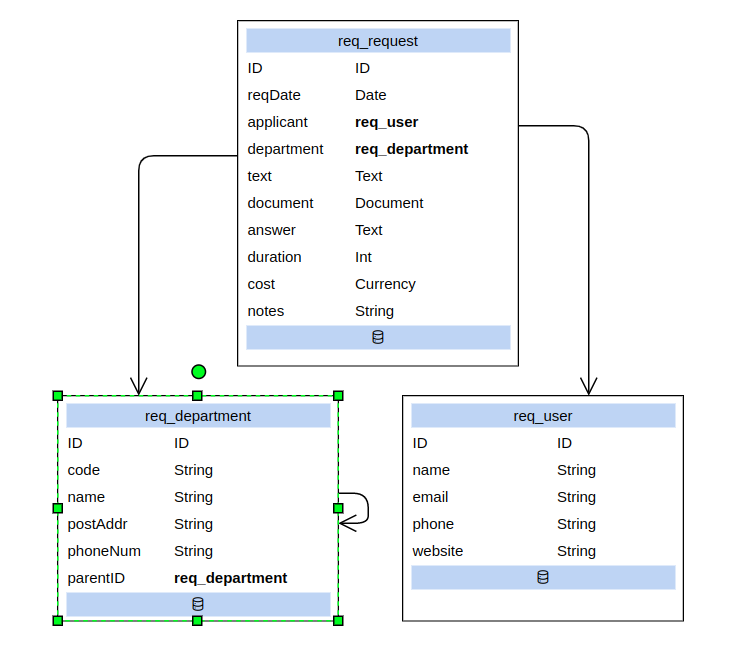 req_request
ID ID
reqDate Date
applicant req_user
department req_department
text Text
document Document
answer Text
duration Int
cost Currency
notes String
req_department
ID ID
code String
name String
postAddr String
phoneNum String
parentID req_department
req_user
ID ID
name String
email String
phone String
website String